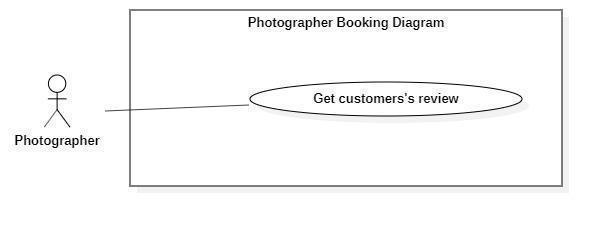 Photographer Booking Diagram
Get customers's review
Photographer